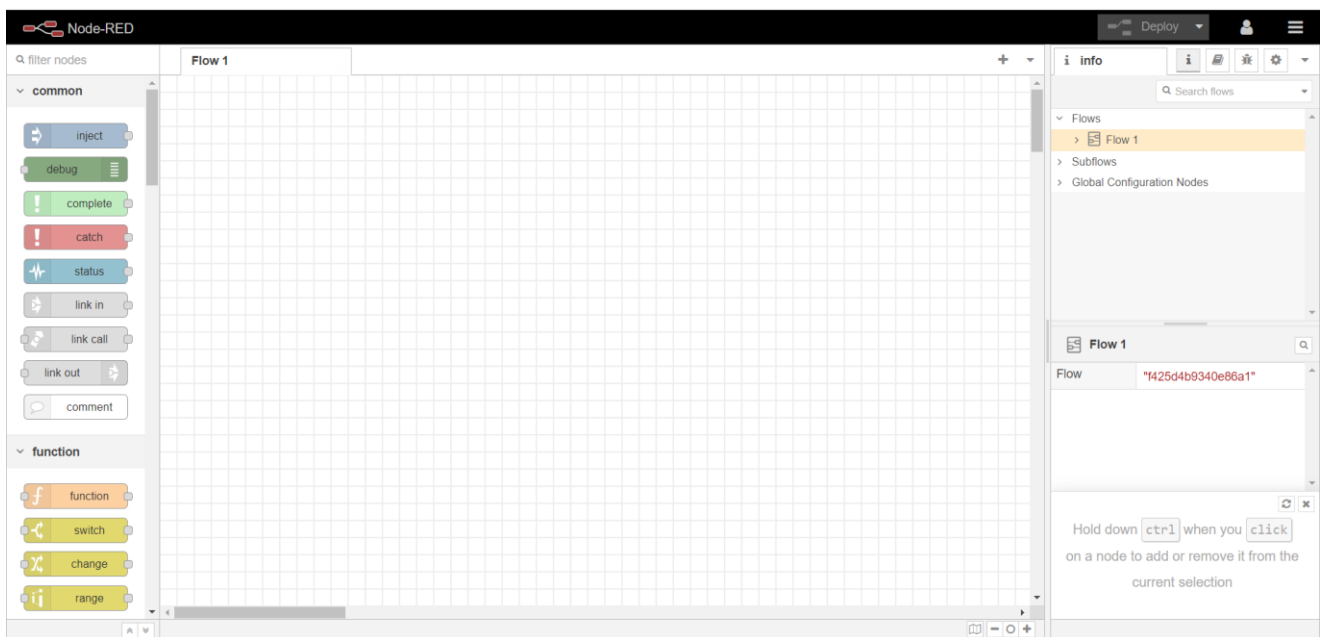 Node-RED
Deploy
filter nodes
Flow 1
i info
i
Search flows
common
inject
debug
complete
catch
status
link in
link call
link out
comment
function
function
switch
change
range
Flows
Flow 1
Subflows
Global Configuration Nodes
Flow 1
Flow "f425d4b9340e86a1"
Hold down ctrl when you click
on a node to add or remove it from the
current selection